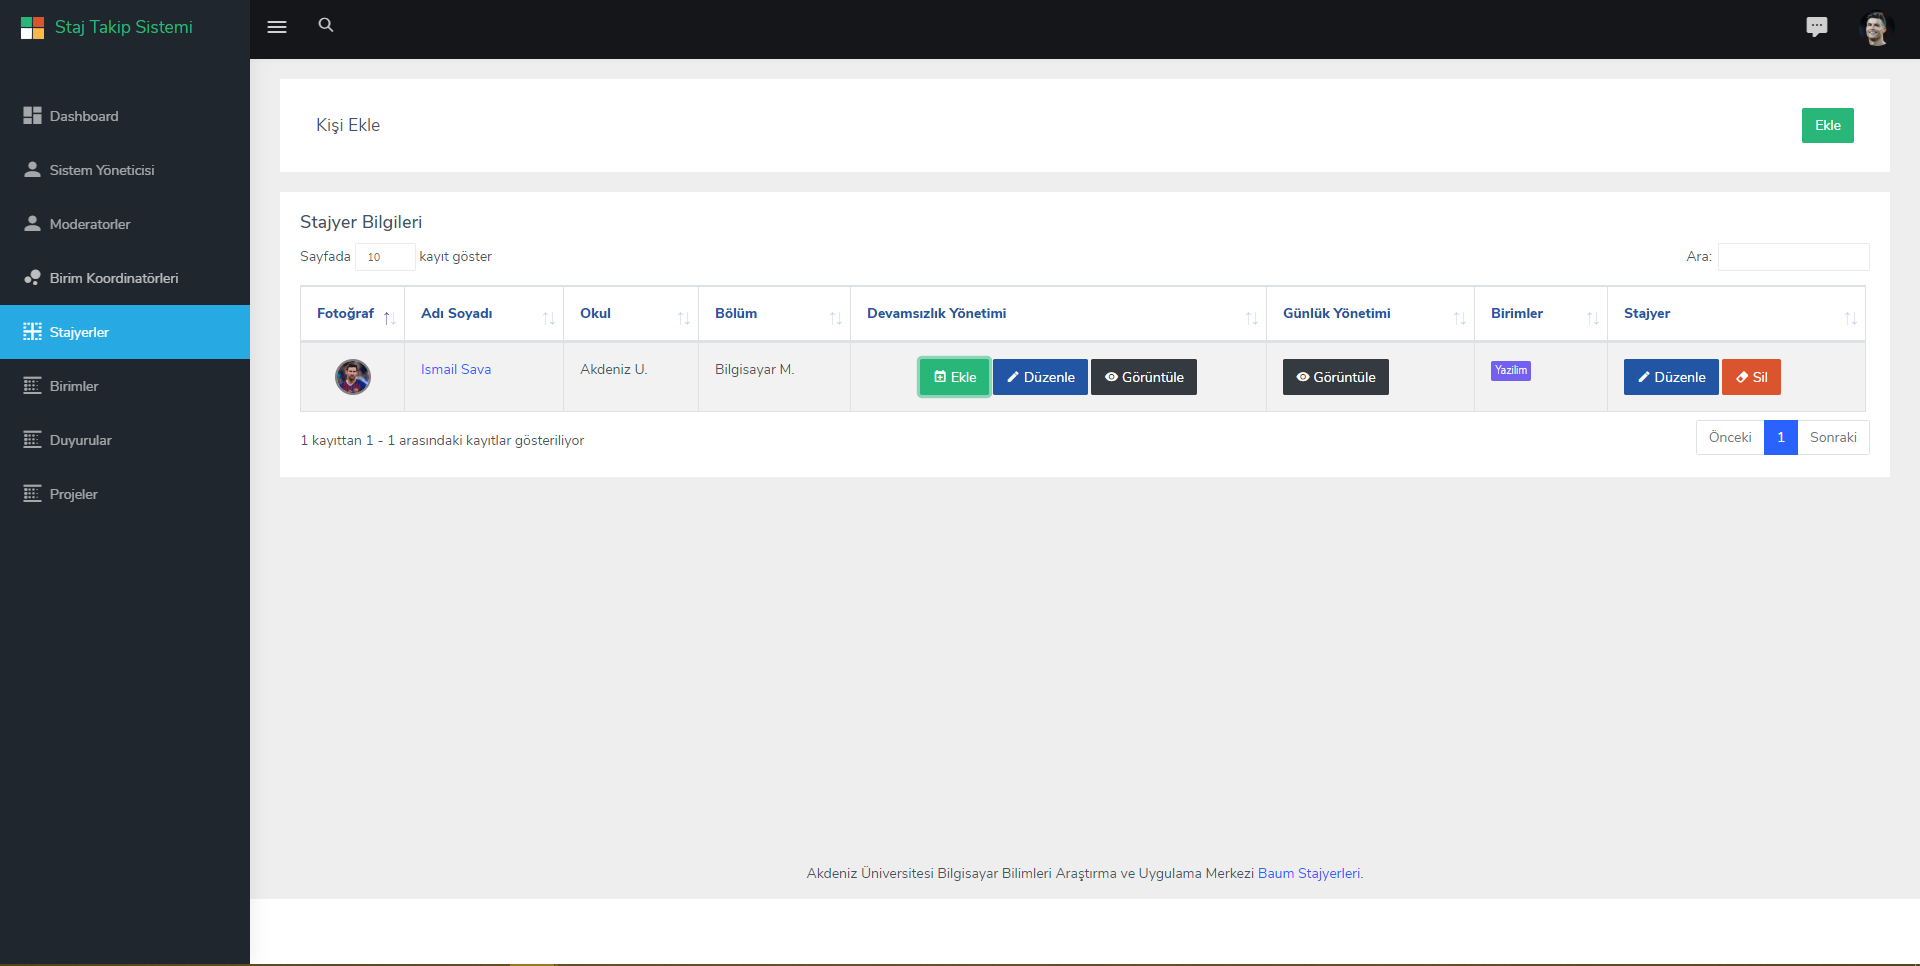 Staj Takip Sistemi
Dashboard
Sistem Yöneticisi
Moderatorler
Birim Koordinatörleri
Stajyerler
Birimler
Duyurular
Projeler
Kişi Ekle
Ekle
Stajyer Bilgileri
Sayfada 10 kayıt göster
Ara:
Fotoğraf Adı Soyadı Okul Bölüm Devamsızlık Yönetimi Günlük Yönetimi Birimler Stajyer
Ismail Sava Akdeniz U. Bilgisayar M. Ekle Düzenle Görüntüle Görüntüle Yazilim Düzenle Sil
1 kayıttan 1 - 1 arasındaki kayıtlar gösteriliyor
Önceki 1 Sonraki
Akdeniz Üniversitesi Bilgisayar Bilimleri Araştırma ve Uygulama Merkezi Baum Stajyerleri.